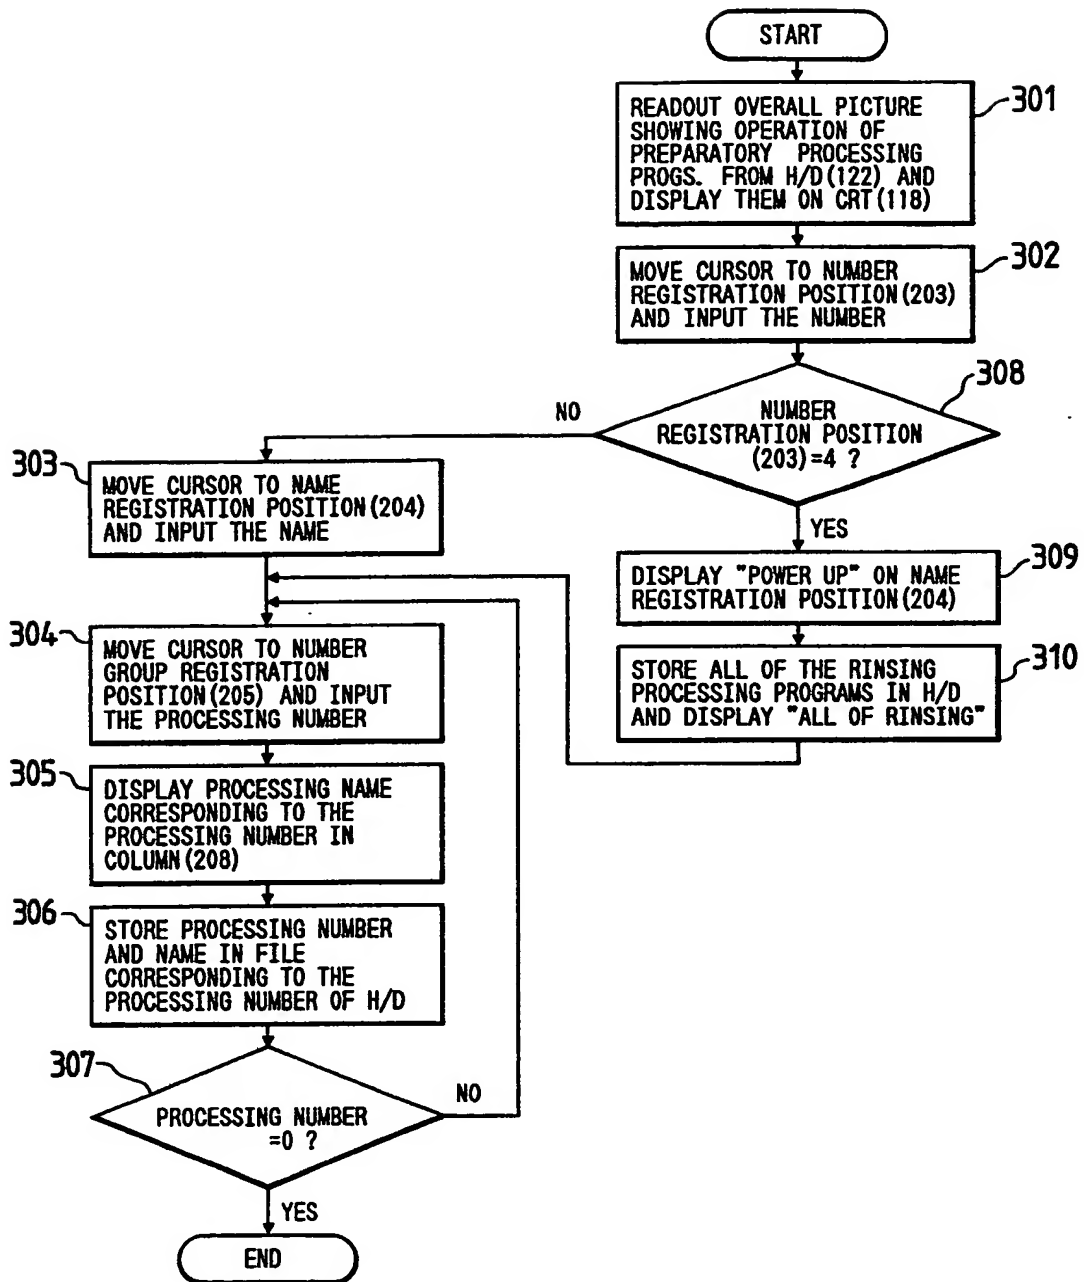 START
301
READOUT OVERALL PICTURE
SHOWING OPERATION OF
PREPARATORY PROCESSING
PROGS. FROM H/D(122) AND
DISPLAY THEM ON CRT(118)
302
MOVE CURSOR TO NUMBER
REGISTRATION POSITION(203)
AND INPUT THE NUMBER
308
NUMBER
REGISTRATION POSITION
(203)=4 ?
NO
YES
303
MOVE CURSOR TO NAME
REGISTRATION POSITION(204)
AND INPUT THE NAME
309
DISPLAY "POWER UP" ON NAME
REGISTRATION POSITION(204)
310
STORE ALL OF THE RINSING
PROCESSING PROGRAMS IN H/D
AND DISPLAY "ALL OF RINSING"
304
MOVE CURSOR TO NUMBER
GROUP REGISTRATION
POSITION(205) AND INPUT
THE PROCESSING NUMBER
305
DISPLAY PROCESSING NAME
CORRESPONDING TO THE
PROCESSING NUMBER IN
COLUMN(208)
306
STORE PROCESSING NUMBER
AND NAME IN FILE
CORRESPONDING TO THE
PROCESSING NUMBER OF H/D
307
PROCESSING NUMBER
=0 ?
NO
YES
END